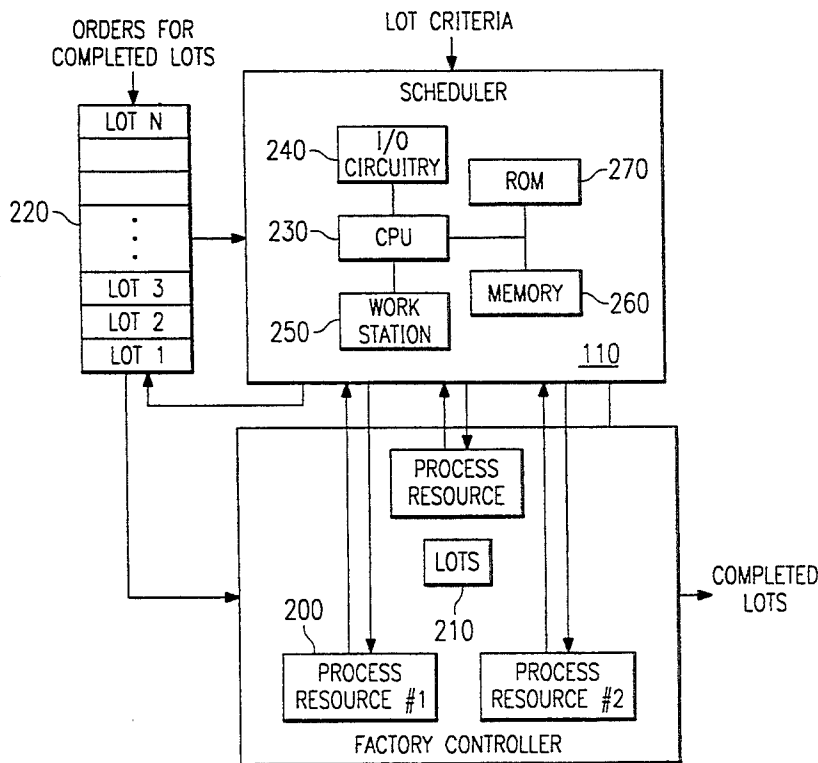 ORDERS FOR
COMPLETED LOTS
LOT CRITERIA
LOT N
220
LOT 3
LOT 2
LOT 1
SCHEDULER
240
I/O
CIRCUITRY
ROM
270
230
CPU
250
WORK
STATION
MEMORY
260
110
PROCESS
RESOURCE
LOTS
210
200
PROCESS
RESOURCE #1
PROCESS
RESOURCE #2
FACTORY CONTROLLER
COMPLETED
LOTS